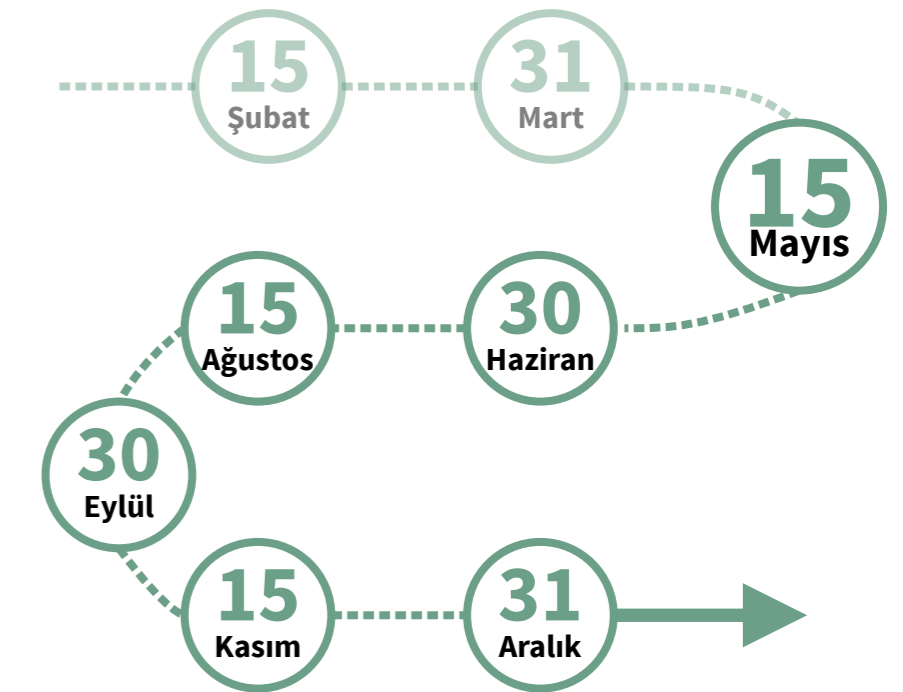 15
Şubat
31
Mart
15
Mayıs
30
Haziran
15
Ağustos
30
Eylül
15
Kasım
31
Aralık